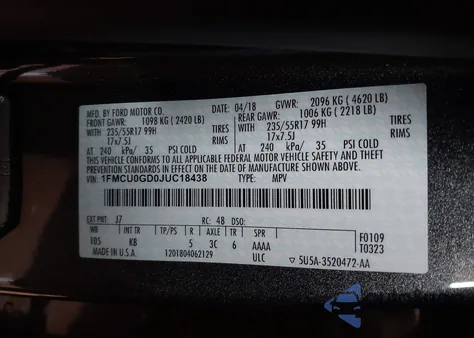 MFD. BY FORD MOTOR CO.
DATE: 04/18 GVWR: 2096 KG ( 4620 LB)
FRONT GAWR: 1098 KG ( 2420 LB) REAR GAWR: 1006 KG ( 2218 LB)
WITH 235/55R17 99H TIRES WITH 235/55R17 99H TIRES
17x7.5J RIMS 17x7.5J RIMS
AT 240 kPa/ 35 PSI COLD AT 240 kPa/ 35 PSI COLD
THIS VEHICLE CONFORMS TO ALL APPLICABLE FEDERAL MOTOR VEHICLE SAFETY
AND THEFT PREVENTION STANDARDS IN EFFECT ON THE
DATE OF MANUFACTURE SHOWN ABOVE.
VIN: 1FMCU0GD0JUC18438 TYPE: MPV
EXT PNT: J7 RC: 48 DSO:
WB INT TR TP/PS R AXLE TR SPR
105 KB 5 3C 6 AAAA F0109
T0323
MADE IN U.S.A. 1201804062129 ULC 5U5A-3520472-AA